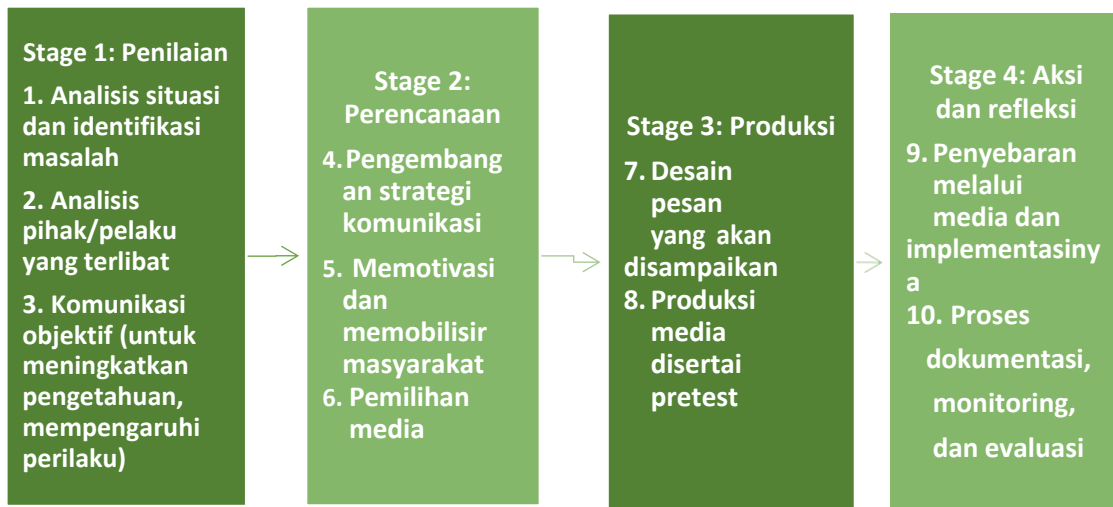 Stage 1: Penilaian
1. Analisis situasi
dan identifikasi
masalah
2. Analisis
pihak/pelaku
yang terlibat
3. Komunikasi
objektif (untuk
meningkatkan
pengetahuan,
mempengaruhi
perilaku)
Stage 2:
Perencanaan
4. Pengembang
an strategi
komunikasi
5. Memotivasi
dan
memobilisir
masyarakat
6. Pemilihan
media
Stage 3: Produksi
7. Desain
pesan
yang akan
disampaikan
8. Produksi
media
disertai
pretest
Stage 4: Aksi
dan refleksi
9. Penyebaran
melalui
media dan
implementasiny
a
10. Proses
dokumentasi,
monitoring,
dan evaluasi